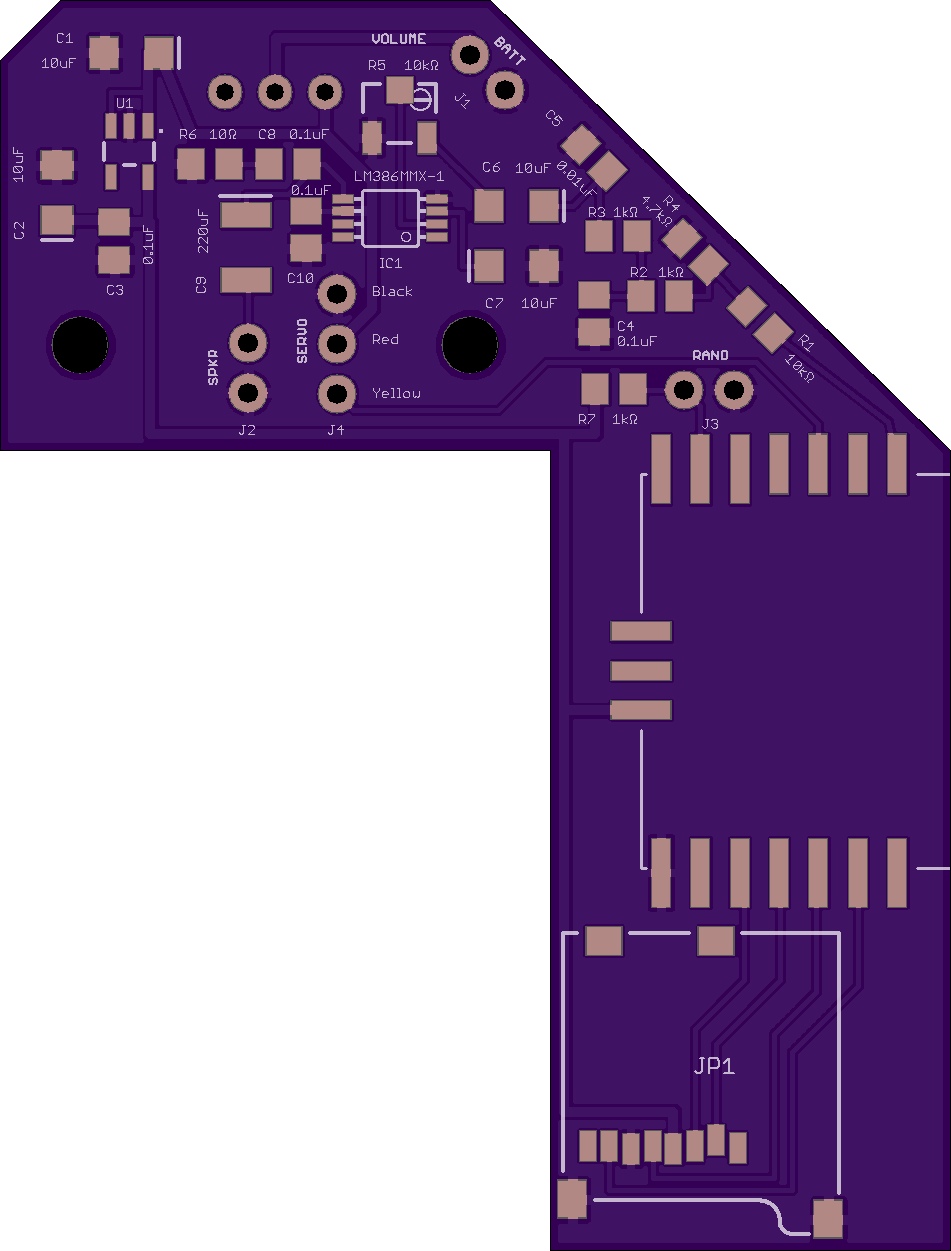 C1
10uF
VOLUME
BATT
R5 10kΩ
J1
U1
C5
R6 10Ω C8 0.1uF
10uF
LM386MMX-1
C6 10uF
0.01uF
0.1uF
R4
4.7kΩ
C2
0.1uF
220uF
R3 1kΩ
IC1
C10
R2 1kΩ
C3
C9
Black
C7 10uF
R1
10kΩ
C4
0.1uF
SERVO
Red
SPKR
RAND
Yellow
R7 1kΩ
J3
J2
J4
JP1